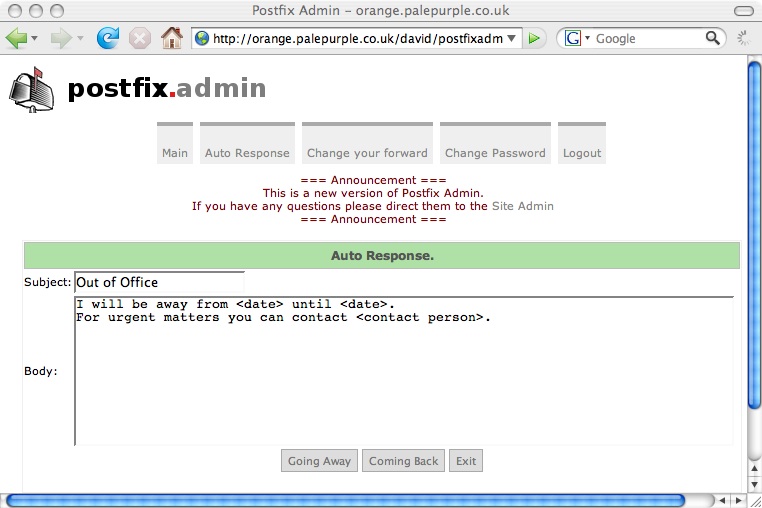 Postfix Admin – orange.palepurple.co.uk
http://orange.palepurple.co.uk/david/postfixadm
G Google
postfix.admin
Main Auto Response Change your forward Change Password Logout
=== Announcement ===
This is a new version of Postfix Admin.
If you have any questions please direct them to the Site Admin
=== Announcement ===
Auto Response.
Subject: Out of Office
I will be away from <date> until <date>.
For urgent matters you can contact <contact person>.
Body:
Going Away Coming Back Exit